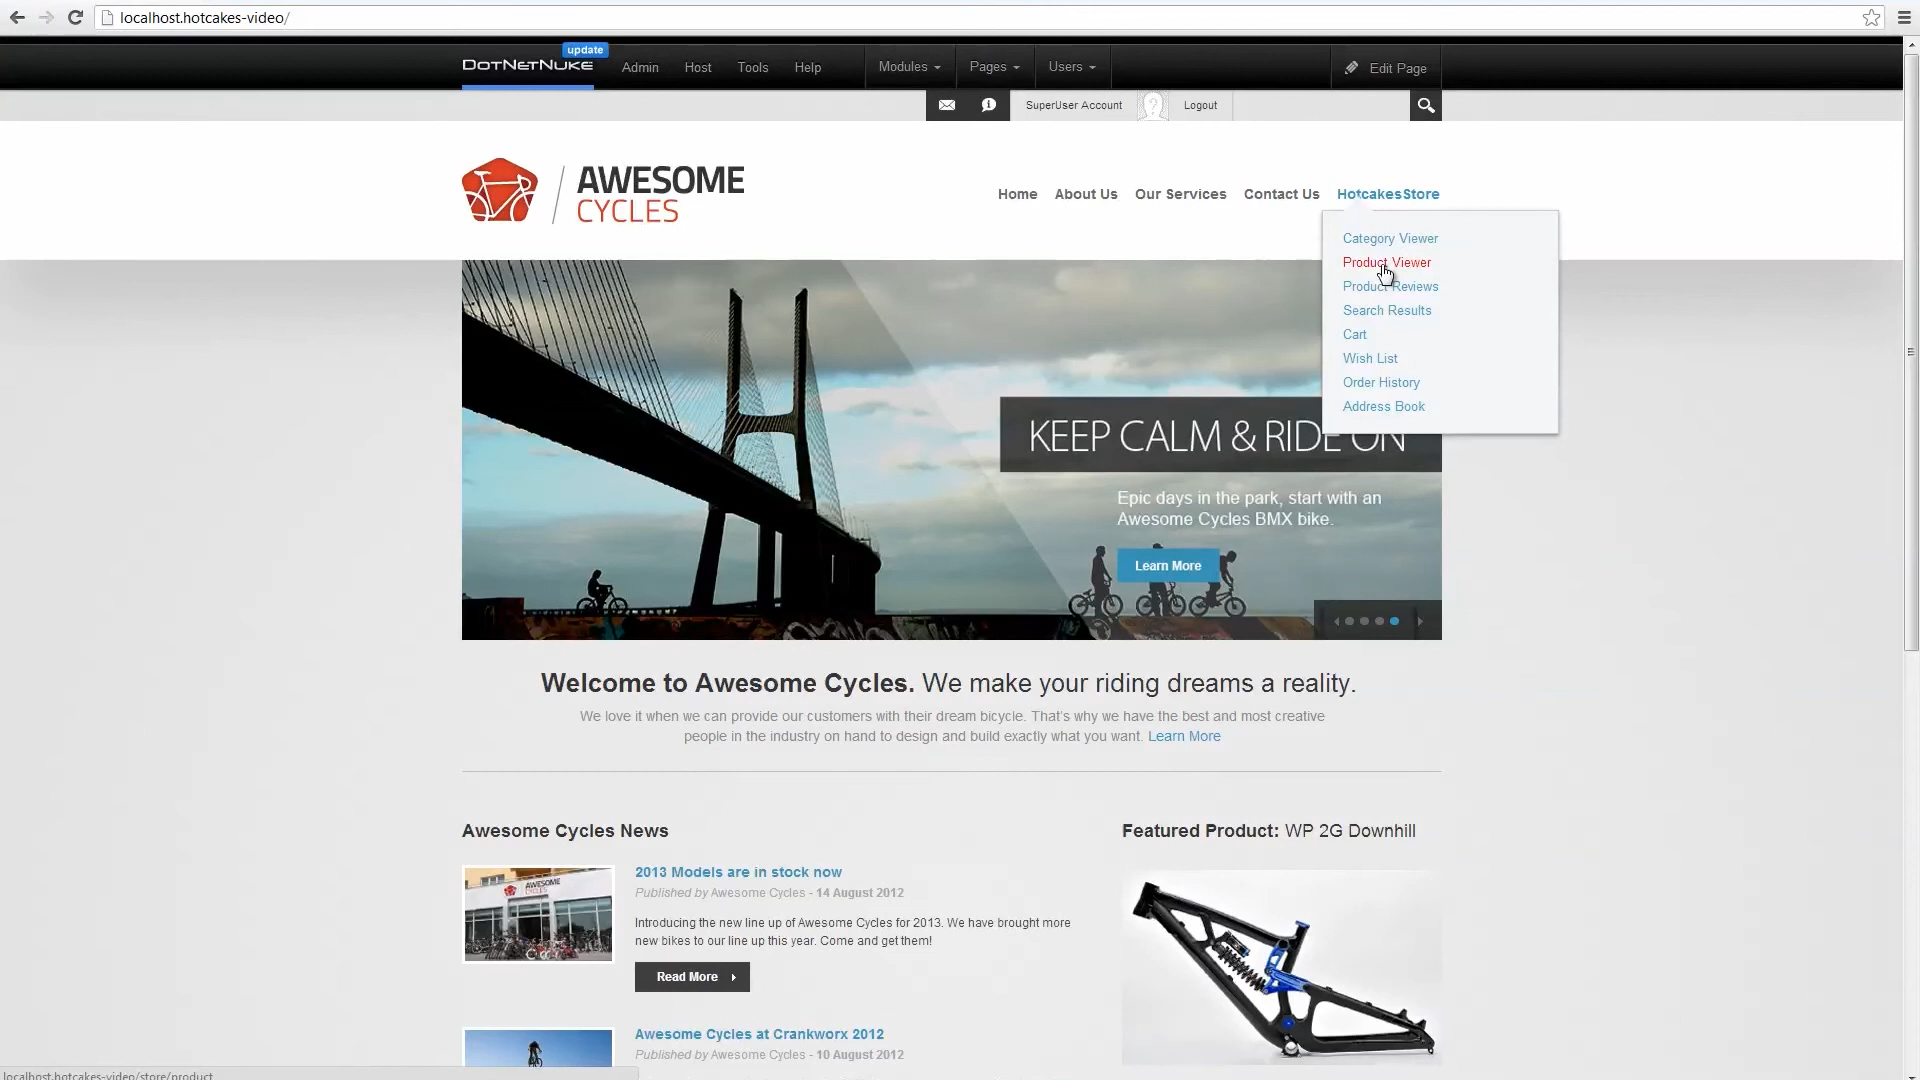 localhost.hotcakes-video/
update
DotNetNuke
Admin
Host
Tools
Help
Modules
Pages
Users
Edit Page
SuperUser Account
Logout
AWESOME
CYCLES
Home
About Us
Our Services
Contact Us
HotcakesStore
Category Viewer
Product Viewer
Product Reviews
Search Results
Cart
Wish List
Order History
Address Book
KEEP CALM & RIDE ON
Epic days in the park, start with an
Awesome Cycles BMX bike.
Learn More
Welcome to Awesome Cycles. We make your riding dreams a reality.
We love it when we can provide our customers with their dream bicycle. That's why we have the best and most creative
people in the industry on hand to design and build exactly what you want. Learn More
Awesome Cycles News
Featured Product: WP 2G Downhill
AWESOME
CYCLES
2013 Models are in stock now
Published by Awesome Cycles - 14 August 2012
Introducing the new line up of Awesome Cycles for 2013. We have brought more
new bikes to our line up this year. Come and get them!
Read More
Awesome Cycles at Crankworx 2012
Published by Awesome Cycles - 10 August 2012
localhost.hotcakes-video/store/product